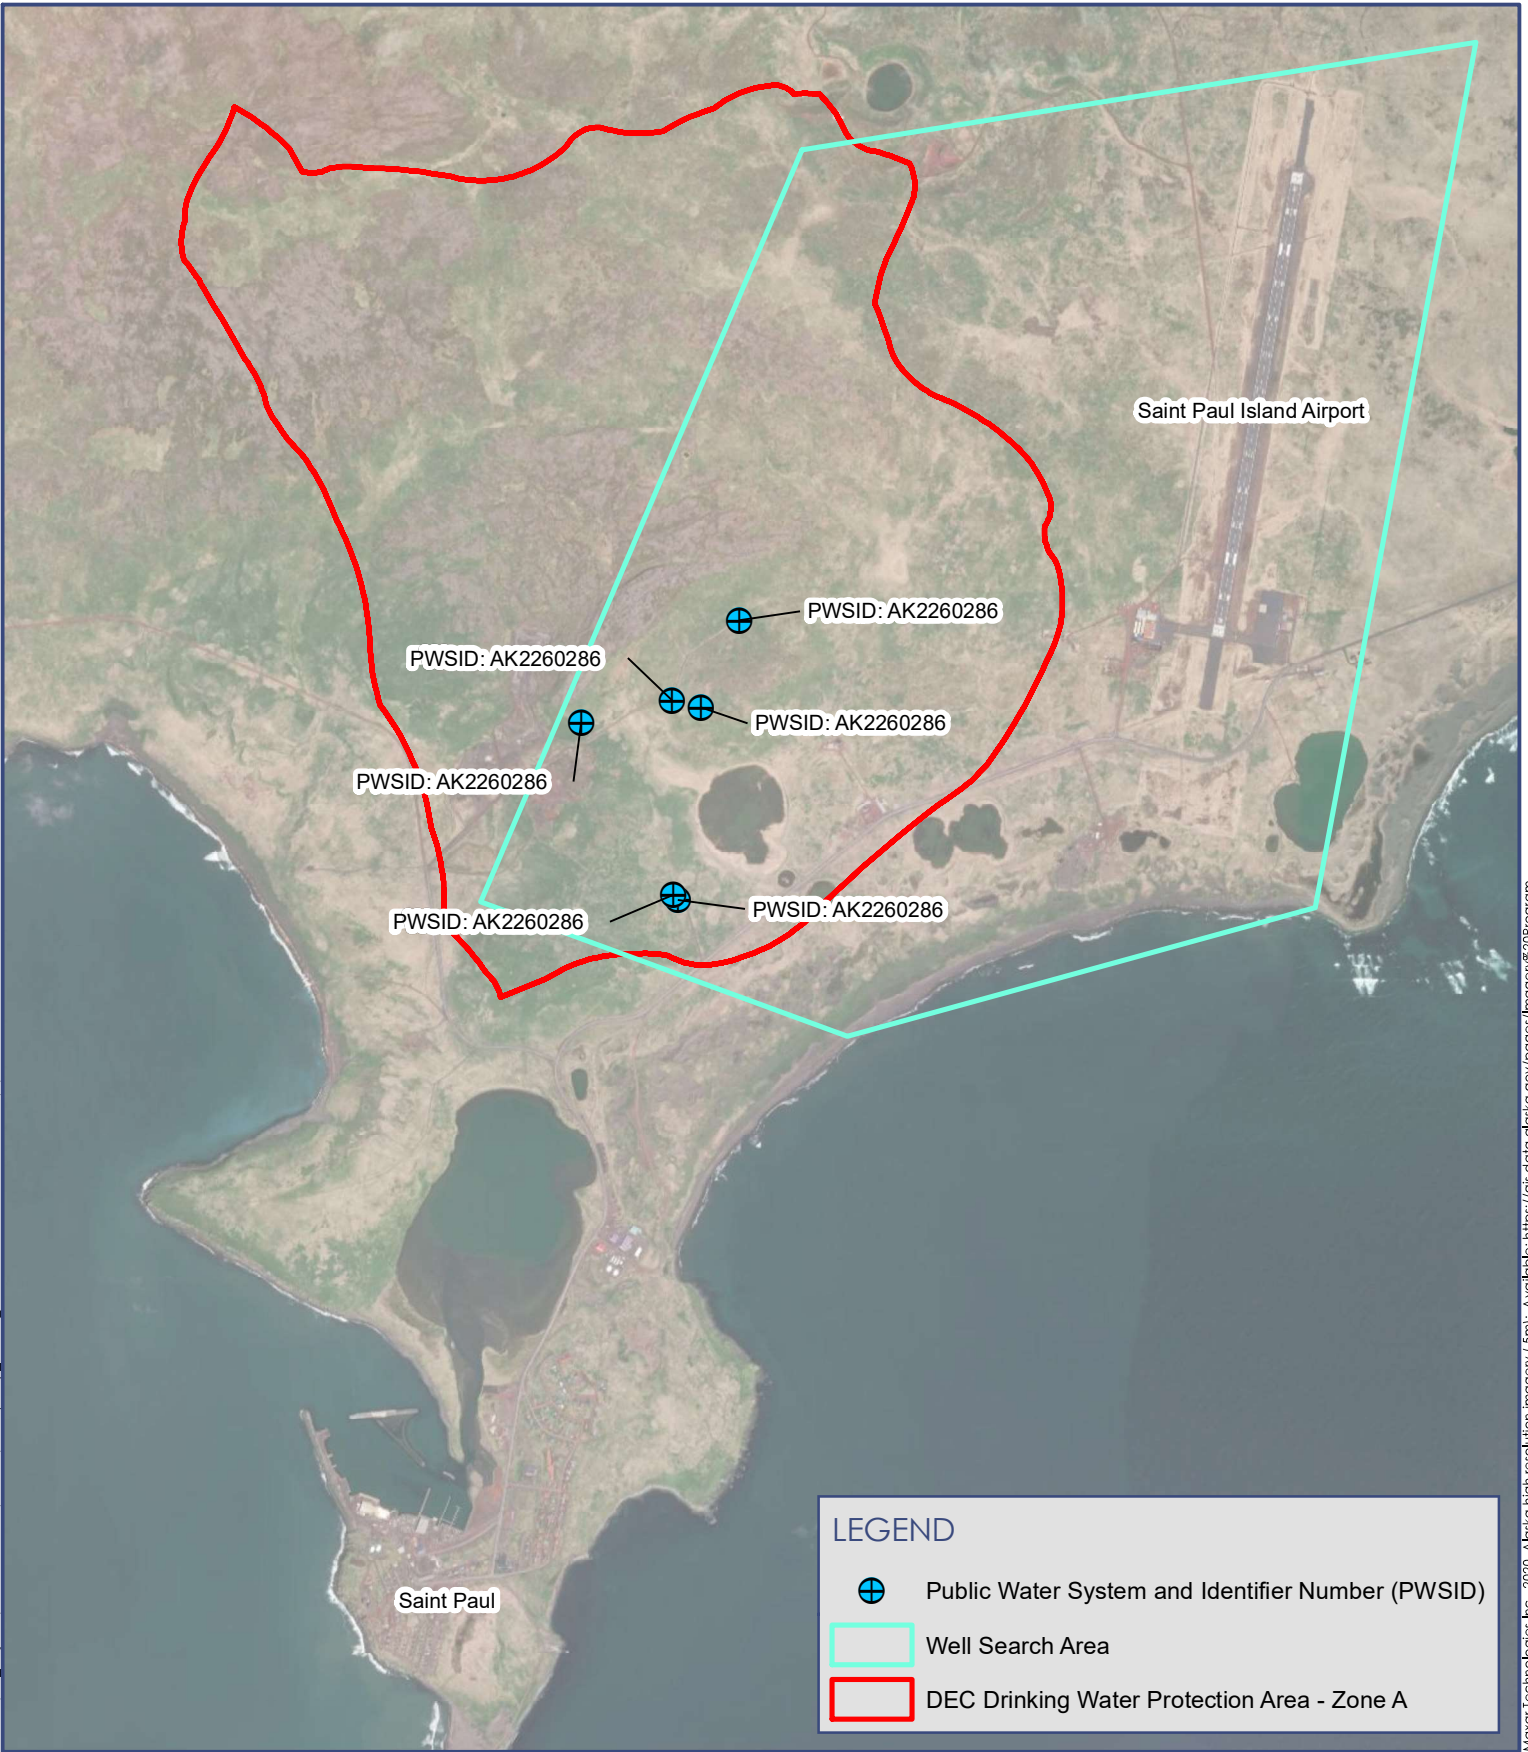 Saint Paul Island Airport
PWSID: AK2260286
PWSID: AK2260286
PWSID: AK2260286
PWSID: AK2260286
PWSID: AK2260286
PWSID: AK2260286
Saint Paul
LEGEND
Public Water System and Identifier Number (PWSID)
Well Search Area
DEC Drinking Water Protection Area - Zone A